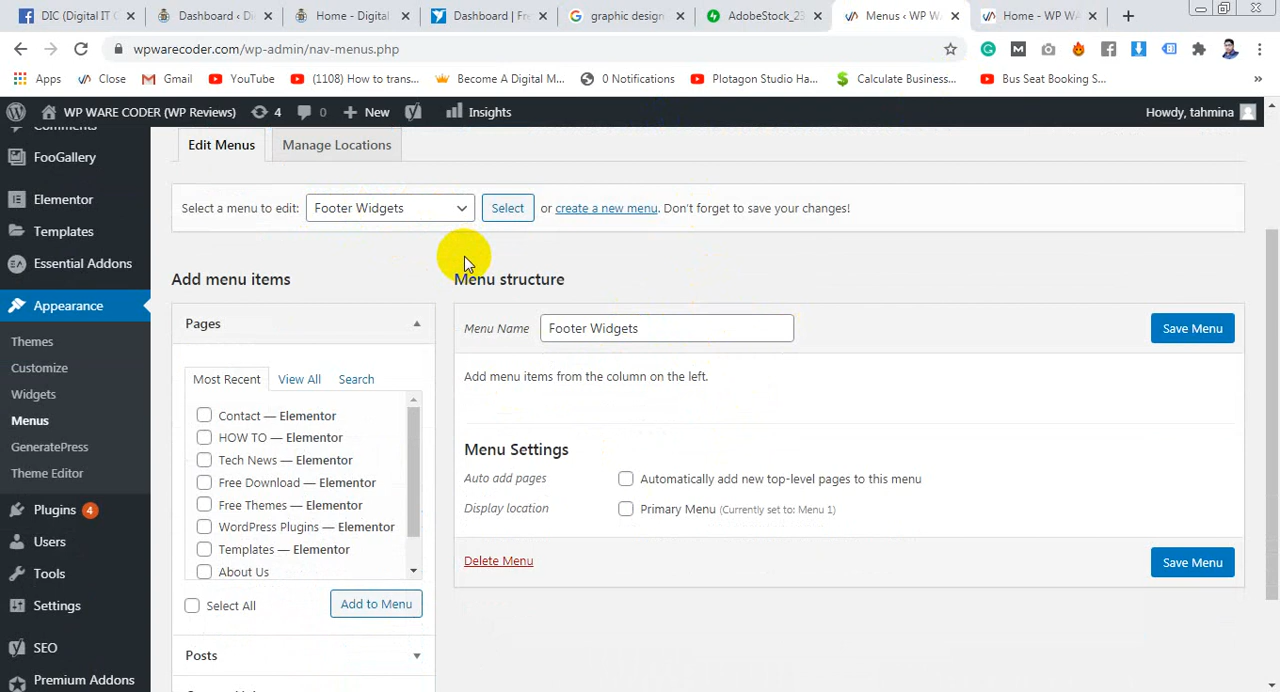 DIC (Digital IT C
Dashboard ‹ Di
Home - Digital
Dashboard | Fre
graphic design
AdobeStock_23
Menus ‹ WP W
Home - WP WA
wpwarecoder.com/wp-admin/nav-menus.php
Apps
Close
Gmail
YouTube
(1108) How to trans...
Become A Digital M...
0 Notifications
Plotagon Studio Ha...
Calculate Business...
Bus Seat Booking S...
WP WARE CODER (WP Reviews)
4
0
New
Insights
Howdy, tahmina
FooGallery
Elementor
Templates
Essential Addons
Appearance
Themes
Customize
Widgets
Menus
GeneratePress
Theme Editor
Plugins 4
Users
Tools
Settings
SEO
Premium Addons
Edit Menus
Manage Locations
Select a menu to edit: Footer Widgets Select or create a new menu. Don't forget to save your changes!
Add menu items
Pages
Most Recent View All Search
Contact — Elementor
HOW TO — Elementor
Tech News — Elementor
Free Download — Elementor
Free Themes — Elementor
WordPress Plugins — Elementor
Templates — Elementor
About Us
Select All
Add to Menu
Posts
Menu structure
Menu Name Footer Widgets Save Menu
Add menu items from the column on the left.
Menu Settings
Auto add pages Automatically add new top-level pages to this menu
Display location Primary Menu (Currently set to: Menu 1)
Delete Menu Save Menu